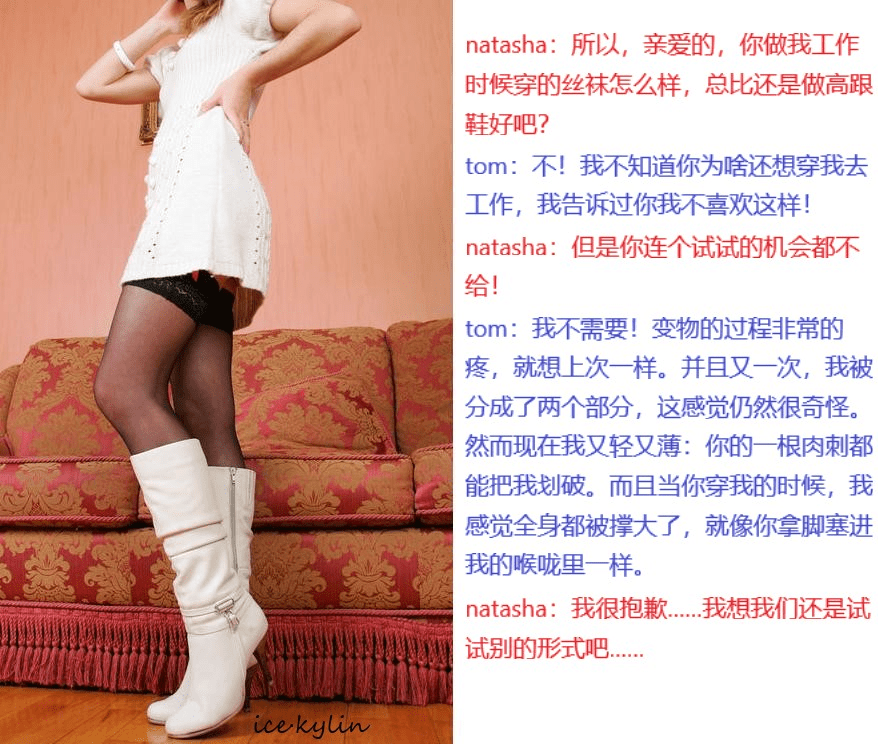 natasha：所以，亲爱的，你做我工作
时候穿的丝袜怎么样，总比还是做高跟
鞋好吧？
tom：不！我不知道你为啥还想穿我去
工作，我告诉过你我不喜欢这样！
natasha：但是你连个试试的机会都不
给！
tom：我不需要！变物的过程非常的
疼，就想上次一样。并且又一次，我被
分成了两个部分，这感觉仍然很奇怪。
然而现在我又轻又薄：你的一根肉刺都
能把我划破。而且当你穿我的时候，我
感觉全身都被撑大了，就像你拿脚塞进
我的喉咙里一样。
natasha：我很抱歉……我想我们还是试
试别的形式吧……
ice kylin